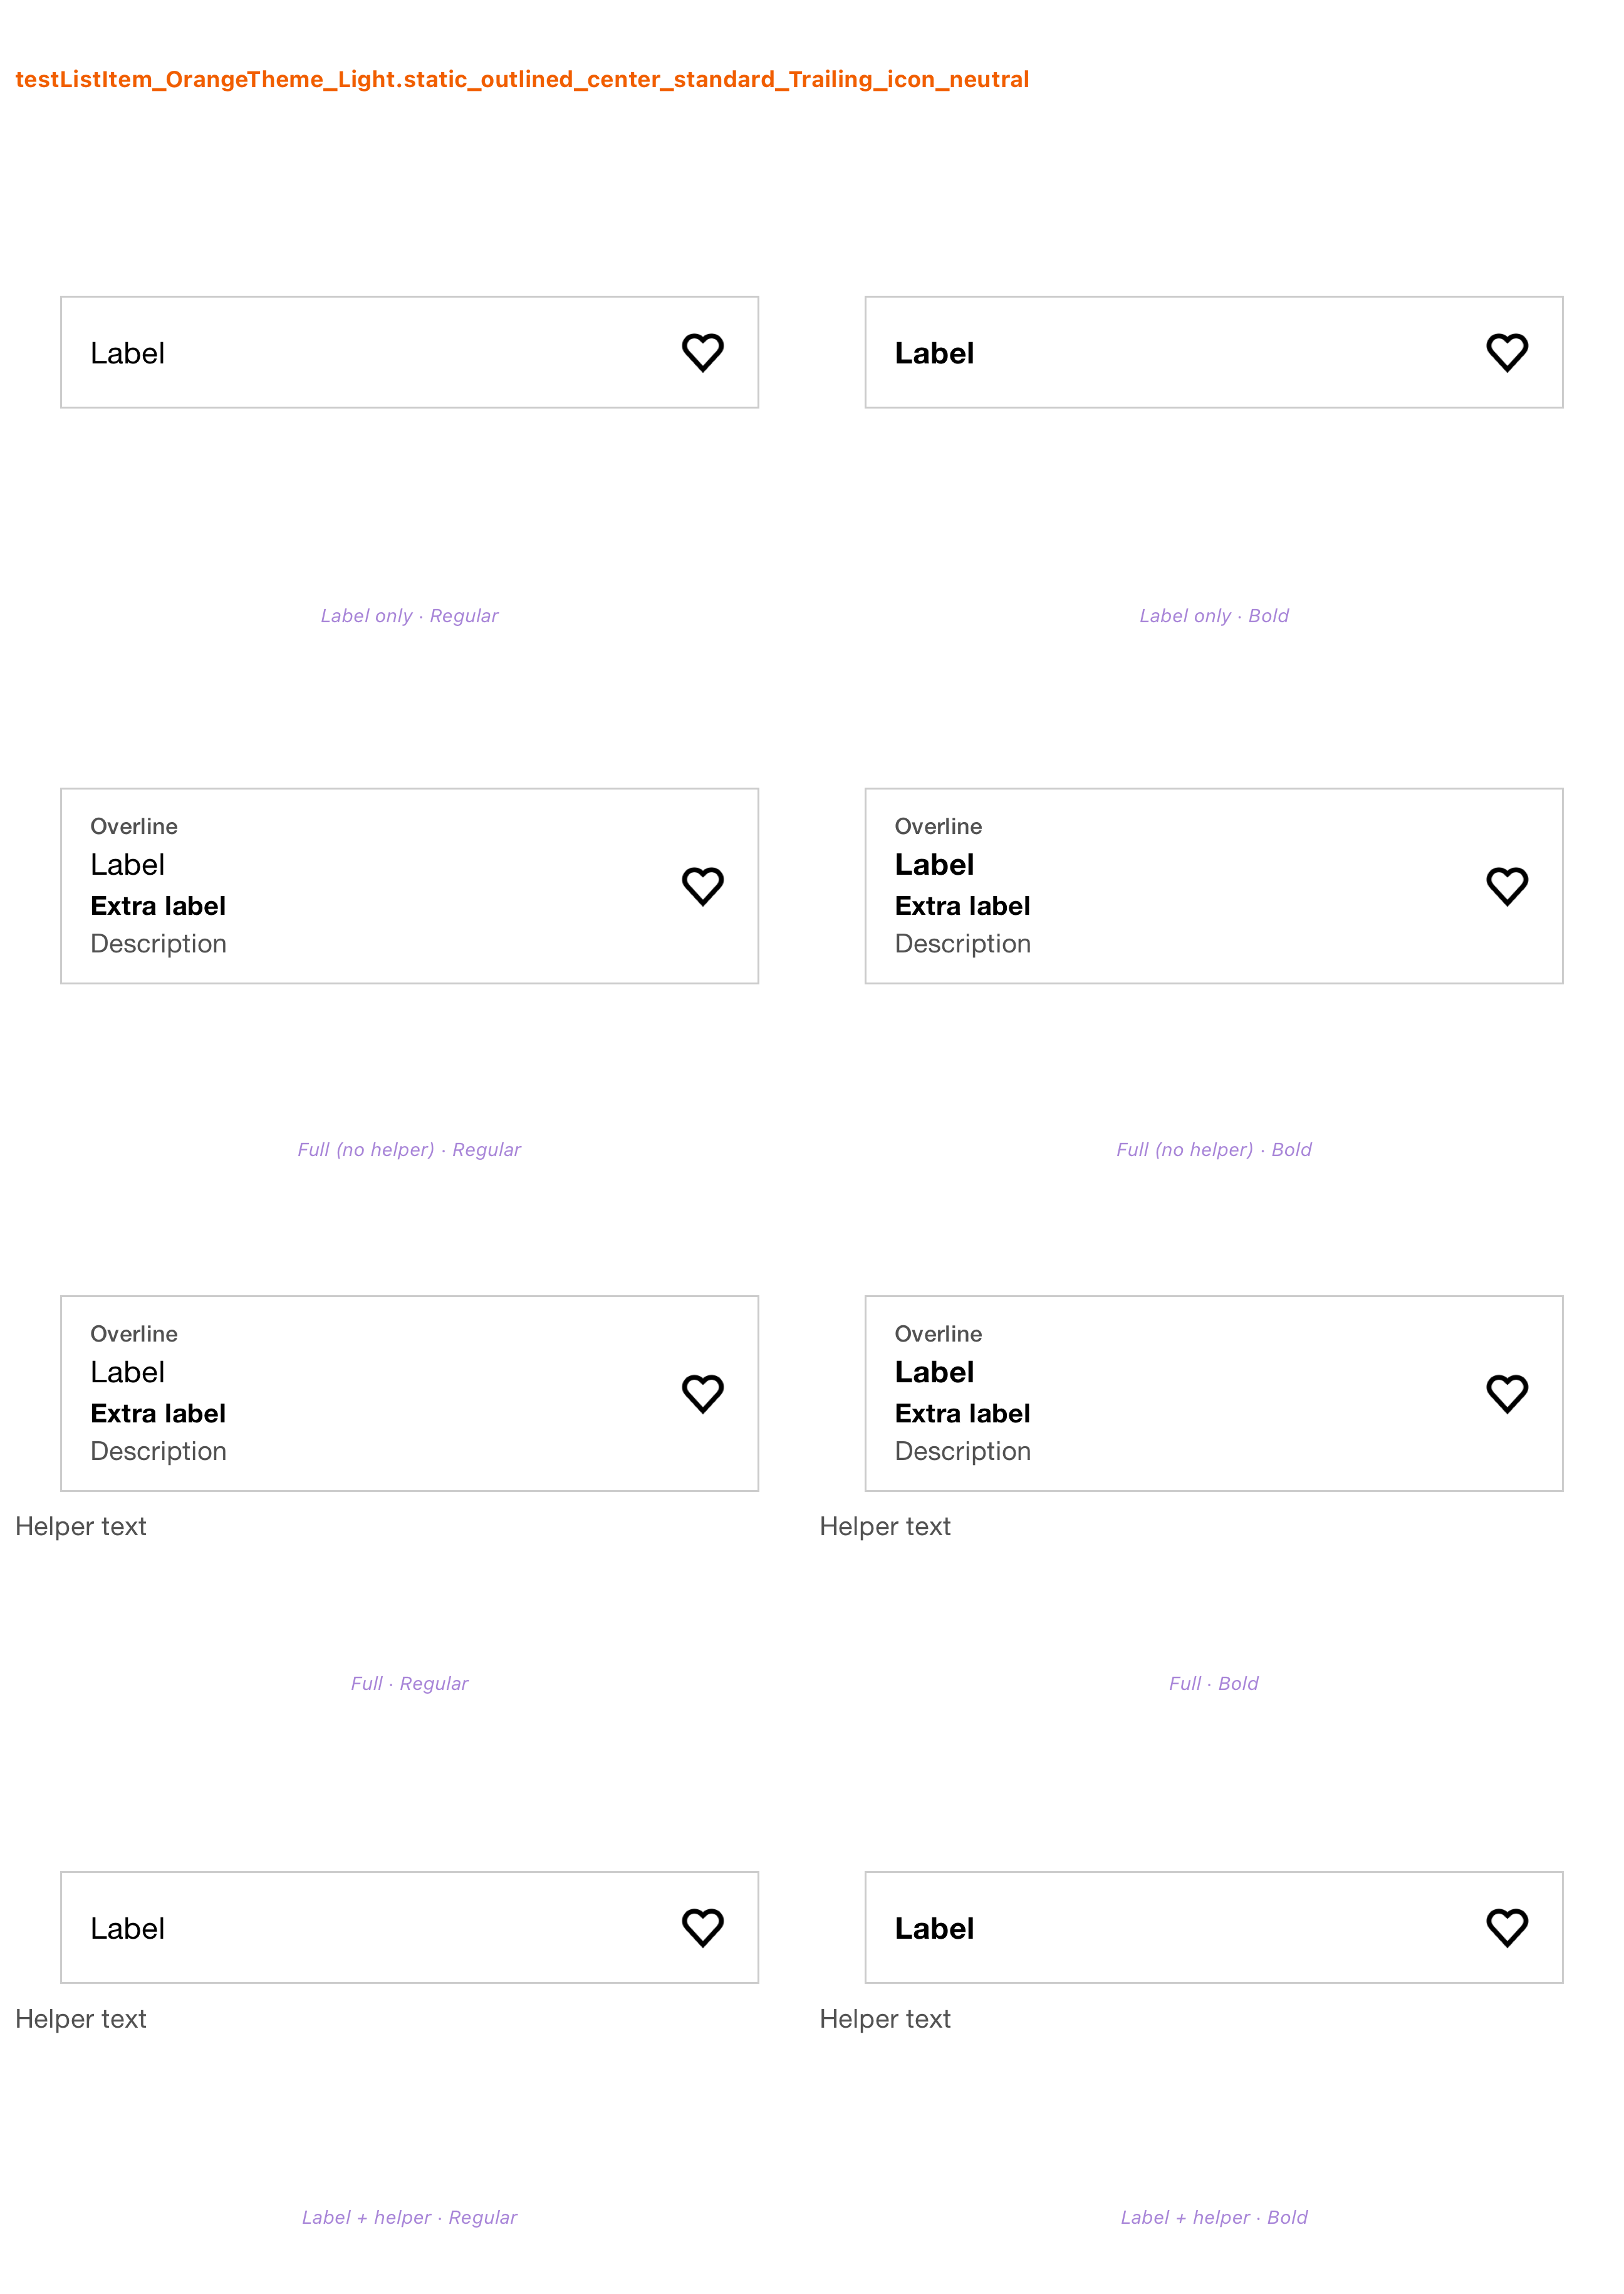 testListItem_OrangeTheme_Light.static_outlined_center_standard_Trailing_icon_neutral
Label
Label
Label only · Regular
Label only · Bold
Overline
Label
Extra label
Description
Overline
Label
Extra label
Description
Full (no helper) · Regular
Full (no helper) · Bold
Overline
Label
Extra label
Description
Helper text
Overline
Label
Extra label
Description
Helper text
Full · Regular
Full · Bold
Label
Helper text
Label
Helper text
Label + helper · Regular
Label + helper · Bold